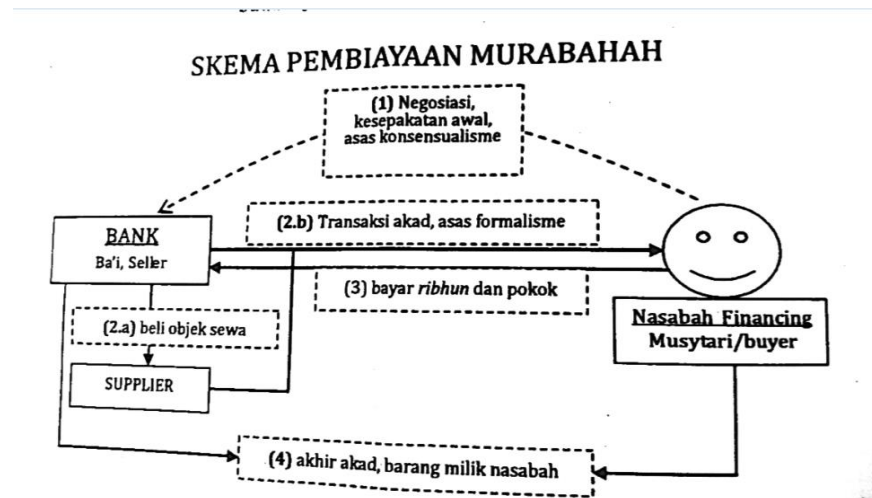 SKEMA PEMBIAYAAN MURABAHAH
(1) Negosiasi,
kesepakatan awal,
asas konsensualisme
(2.b) Transaksi akad, asas formalisme
BANK
Ba'i, Seller
(3) bayar ribhun dan pokok
Nasabah Financing
Musytari/buyer
(2.a) beli objek sewa
SUPPLIER
(4) akhir akad, barang milik nasabah